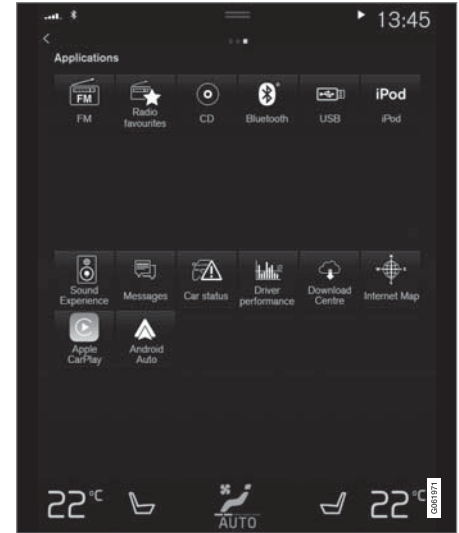 13:45
Applications
FM
iPod
FM
Radio favourites
CD
Bluetooth
USB
iPod
Sound Experience
Messages
Car status
Driver performance
Download Centre
Internet Map
Apple CarPlay
Android Auto
22°C
AUTO
22°C
G061971